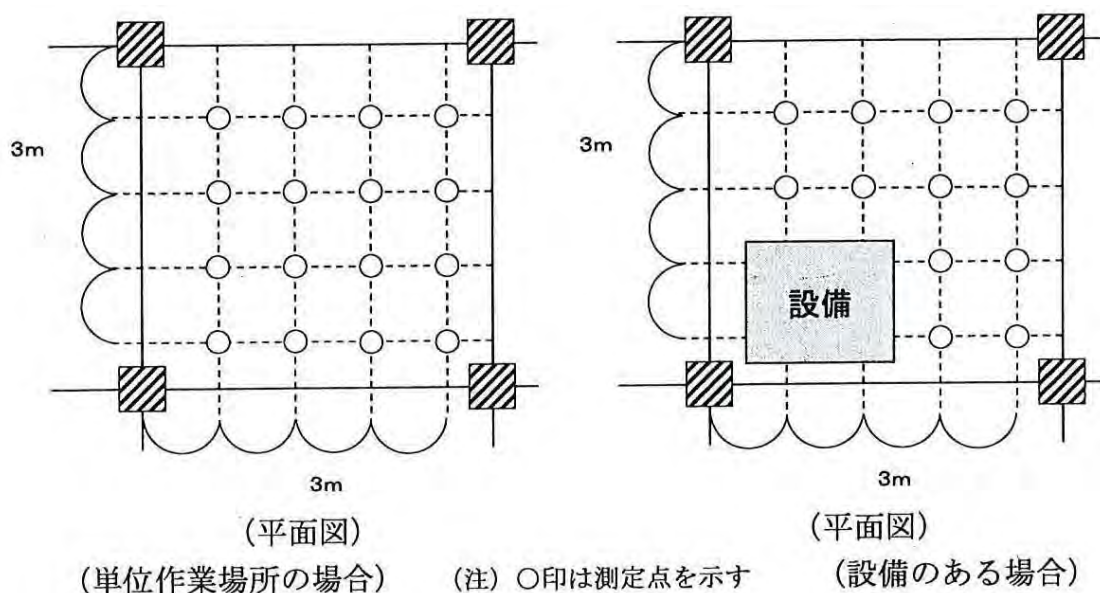 3m
3m
設備
3m
3m
(平面図)
(平面図)
(単位作業場所の場合)
(注) ○印は測定点を示す
(設備のある場合)